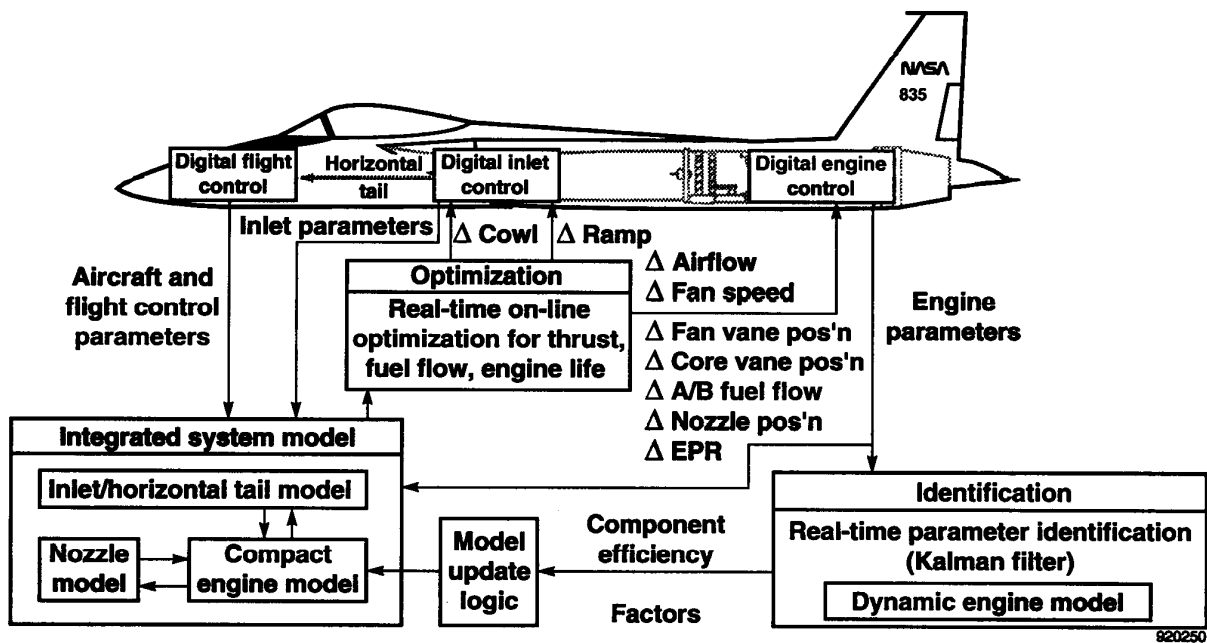 NASA
835
Digital flight
control
Horizontal
tail
Digital inlet
control
Digital engine
control
Inlet parameters
Δ Cowl
Δ Ramp
Aircraft and
flight control
parameters
Optimization
Real-time on-line
optimization for thrust,
fuel flow, engine life
Δ Airflow
Δ Fan speed
Δ Fan vane pos'n
Δ Core vane pos'n
Δ A/B fuel flow
Δ Nozzle pos'n
Δ EPR
Engine
parameters
Integrated system model
Inlet/horizontal tail model
Nozzle
model
Compact
engine model
Model
update
logic
Component
efficiency
Factors
Identification
Real-time parameter identification
(Kalman filter)
Dynamic engine model
920250